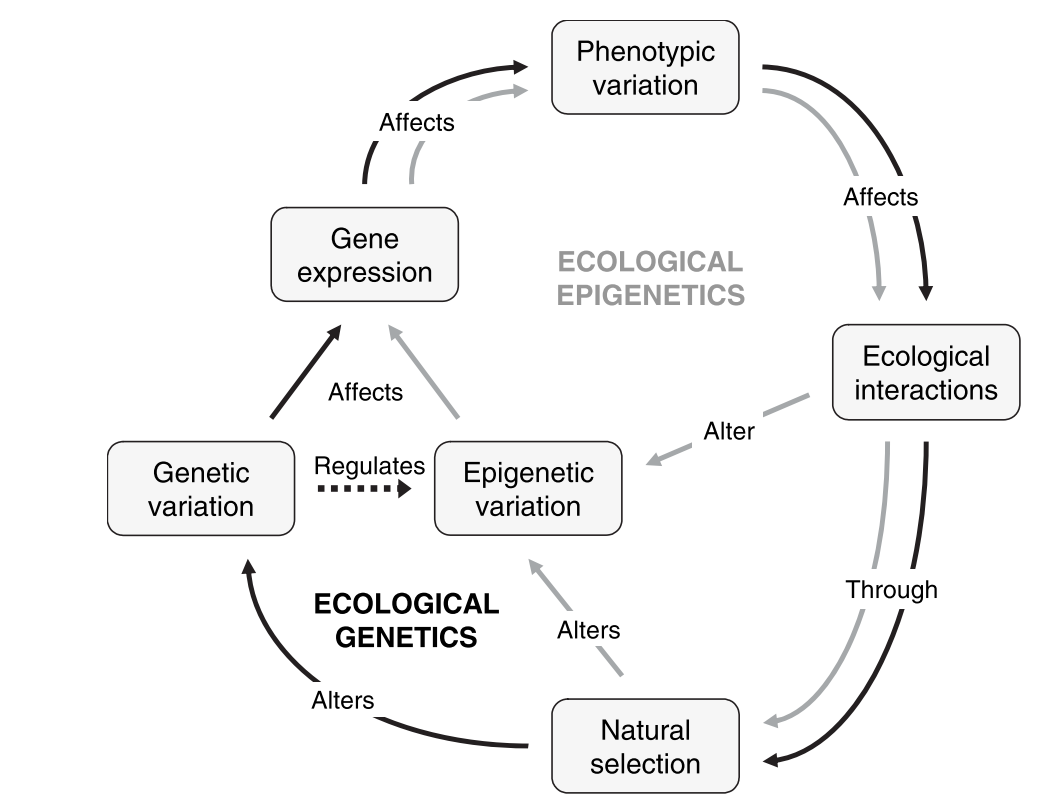 Phenotypic
variation
Affects
Affects
Gene
expression
ECOLOGICAL
EPIGENETICS
Ecological
interactions
Affects
Alter
Genetic
variation
Regulates
Epigenetic
variation
Through
ECOLOGICAL
GENETICS
Alters
Alters
Natural
selection